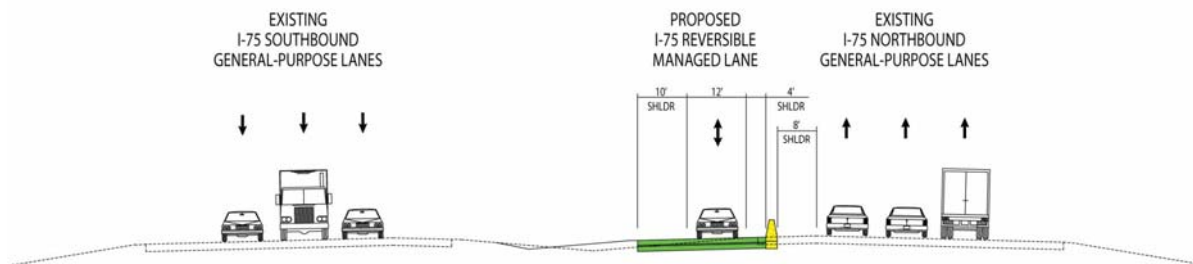 EXISTING
I-75 SOUTHBOUND
GENERAL-PURPOSE LANES
PROPOSED
I-75 REVERSIBLE
MANAGED LANE
EXISTING
I-75 NORTHBOUND
GENERAL-PURPOSE LANES
10' 12' 4'
SHLDR SHLDR
8'
SHLDR